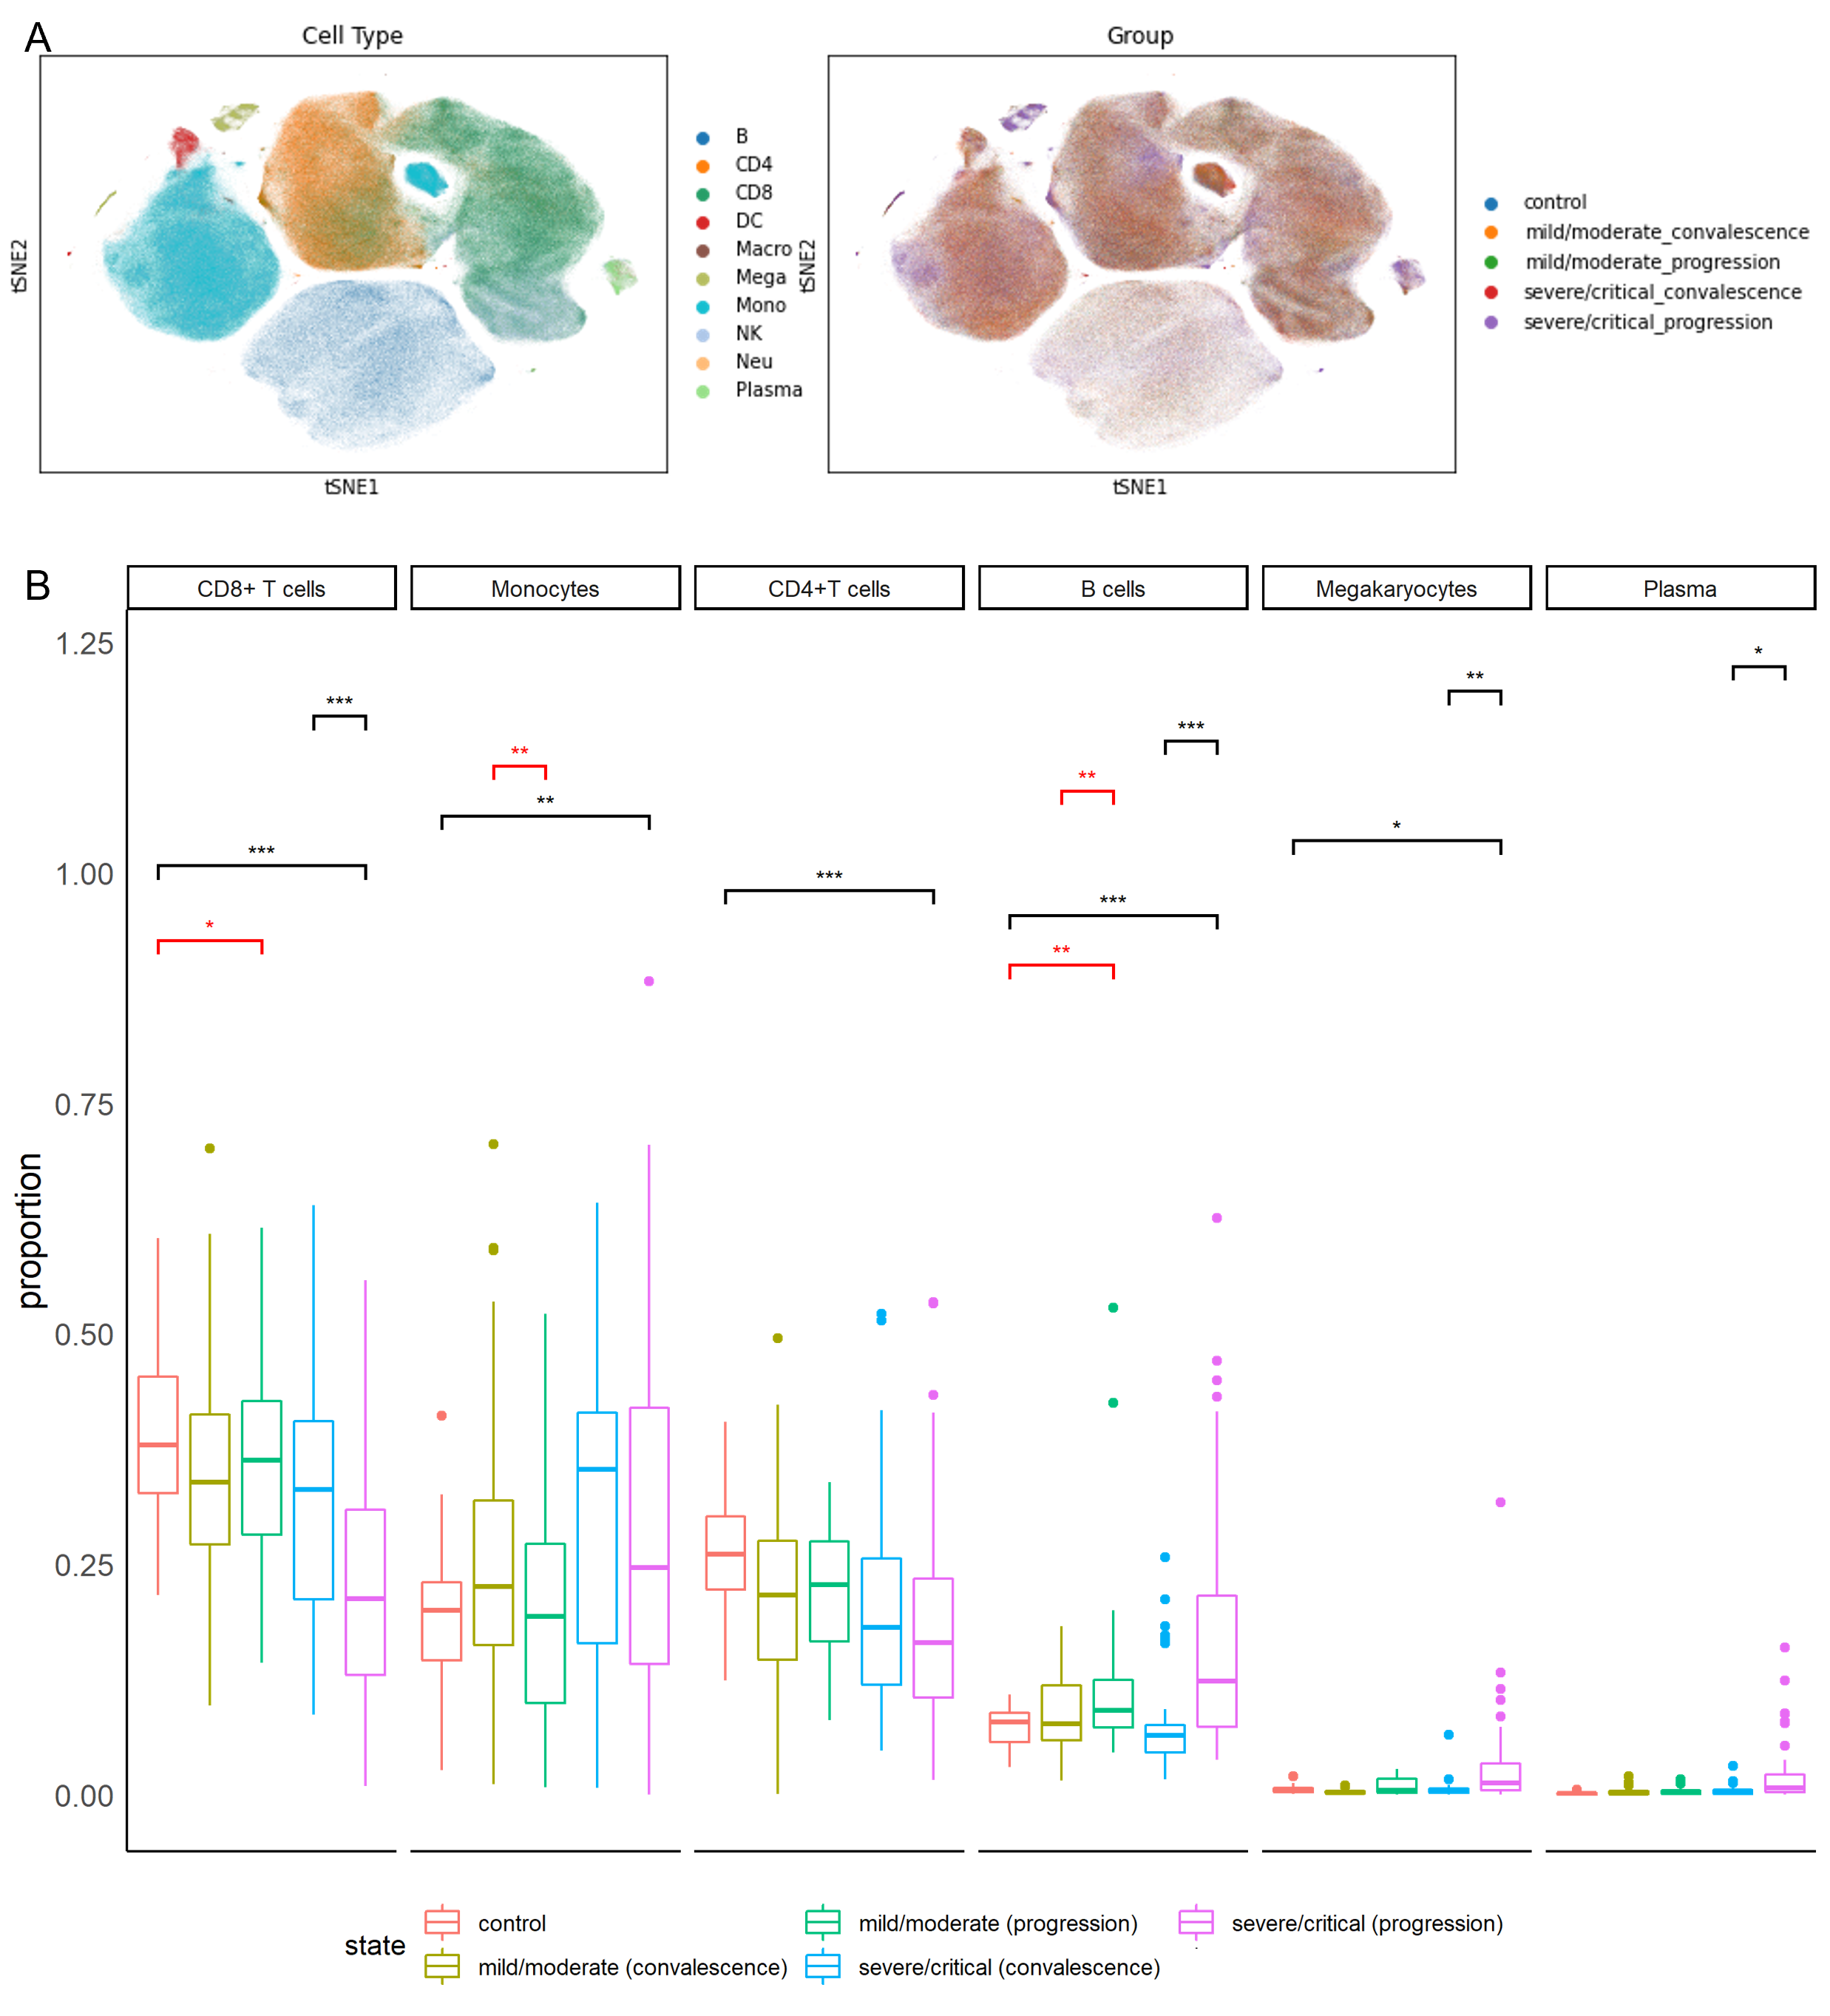 A
Cell Type
Group
tSNE2
tSNE1
B
CD4
CD8
DC
Macro
Mega
Mono
NK
Neu
Plasma
tSNE2
tSNE1
control
mild/moderate_convalescence
mild/moderate_progression
severe/critical_convalescence
severe/critical_progression
B
CD8+ T cells
Monocytes
CD4+T cells
B cells
Megakaryocytes
Plasma
proportion
1.25
1.00
0.75
0.50
0.25
0.00
***
***
*
**
**
***
***
**
***
**
**
*
*
state
control
mild/moderate (convalescence)
mild/moderate (progression)
severe/critical (convalescence)
severe/critical (progression)